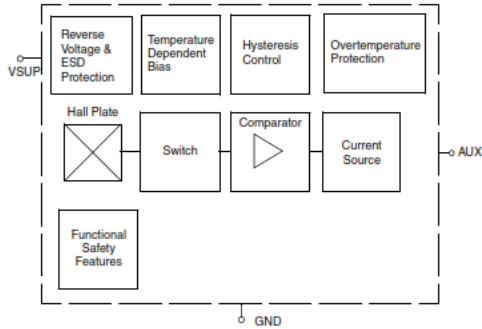 Reverse
Voltage &
ESD
Protection
Temperature
Dependent
Bias
Hysteresis
Control
Overtemperature
Protection
VSUP
Hall Plate
Switch
Comparator
Current
Source
AUX
Functional
Safety
Features
GND